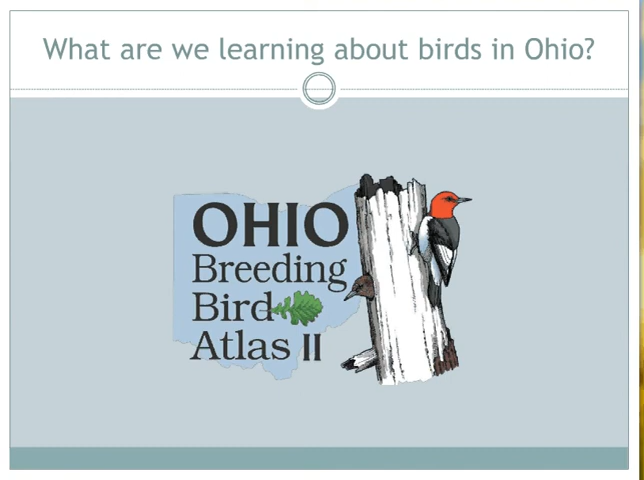 What are we learning about birds in Ohio?
OHIO
Breeding
Bird
Atlas II